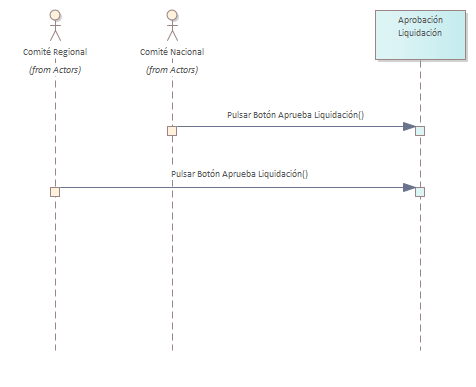 Aprobación
Liquidación
Comité Regional
(from Actors)
Comité Nacional
(from Actors)
Pulsar Botón Aprueba Liquidación()
Pulsar Botón Aprueba Liquidación()